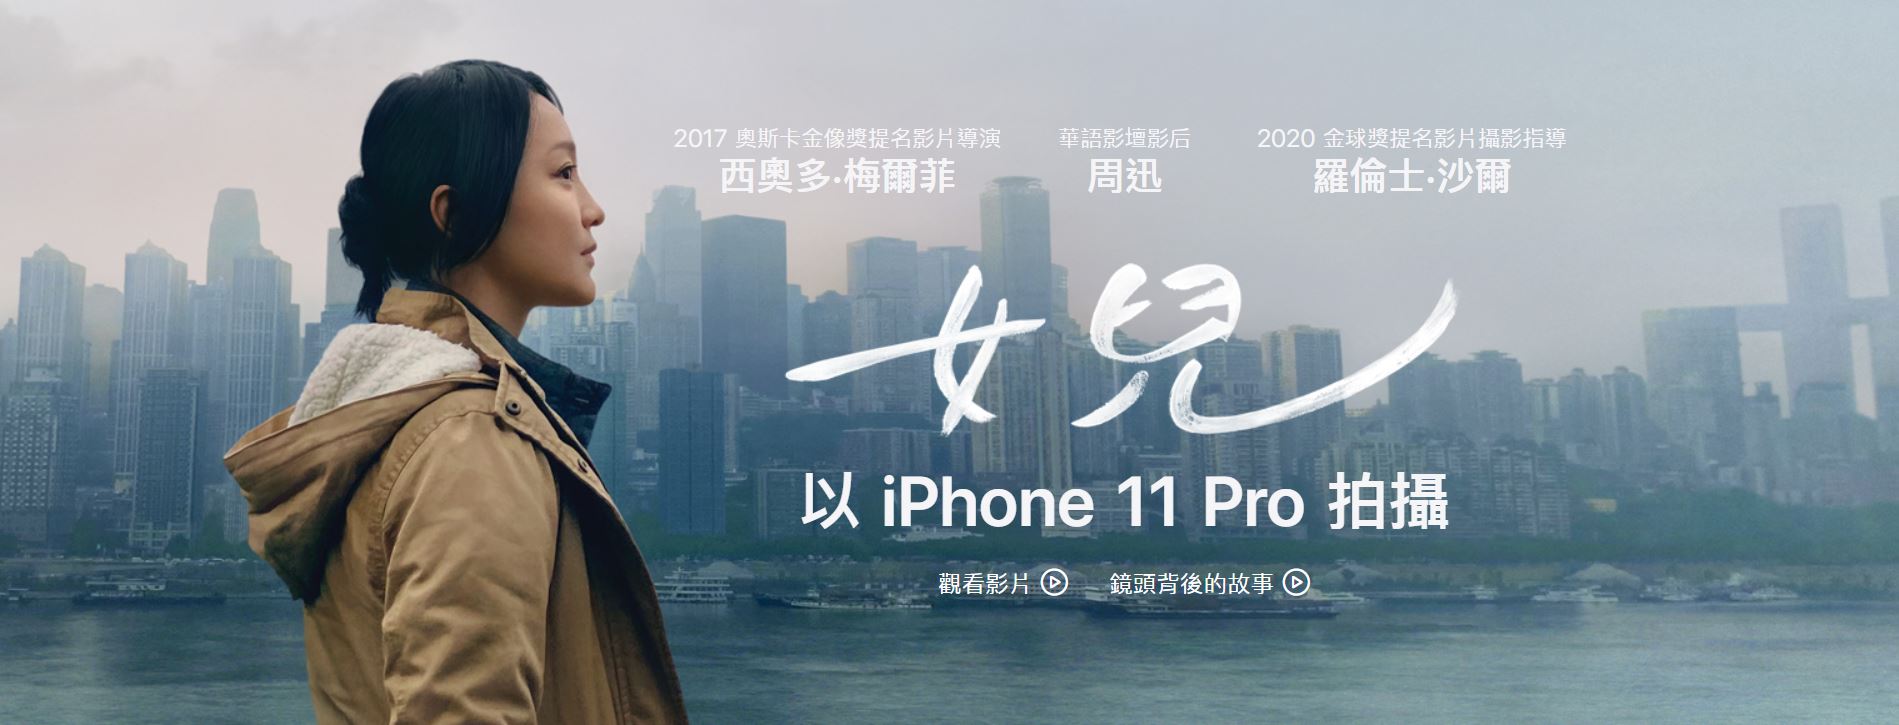 2017 奧斯卡金像獎提名影片導演
西奧多·梅爾菲
華語影壇影后
周迅
2020 金球獎提名影片攝影指導
羅倫士·沙爾
女兒
以 iPhone 11 Pro 拍攝
觀看影片
鏡頭背後的故事